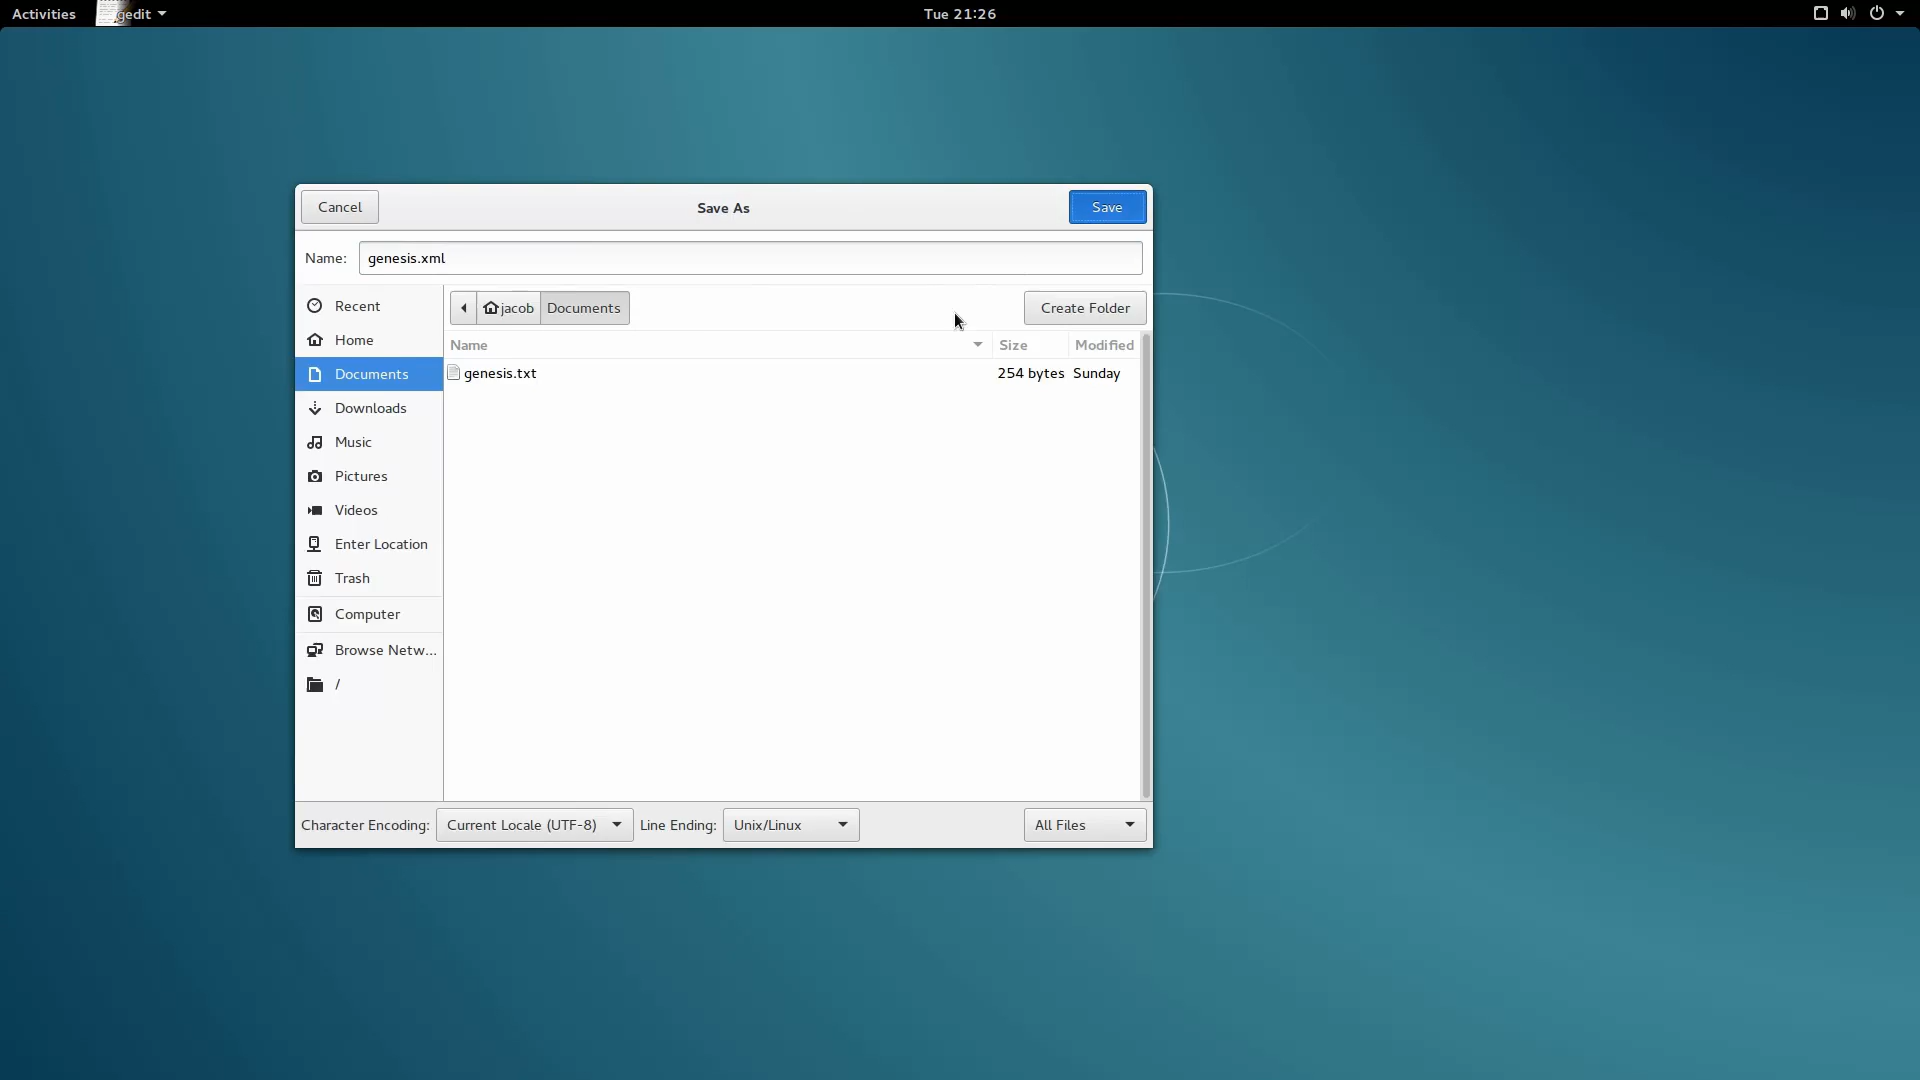 Activities gedit Tue 21:26
Cancel Save As Save
Name: genesis.xml
Recent
Home
Documents
Downloads
Music
Pictures
Videos
Enter Location
Trash
Computer
Browse Netw...
/
jacob Documents Create Folder
Name Size Modified
genesis.txt 254 bytes Sunday
Character Encoding: Current Locale (UTF-8) Line Ending: Unix/Linux All Files